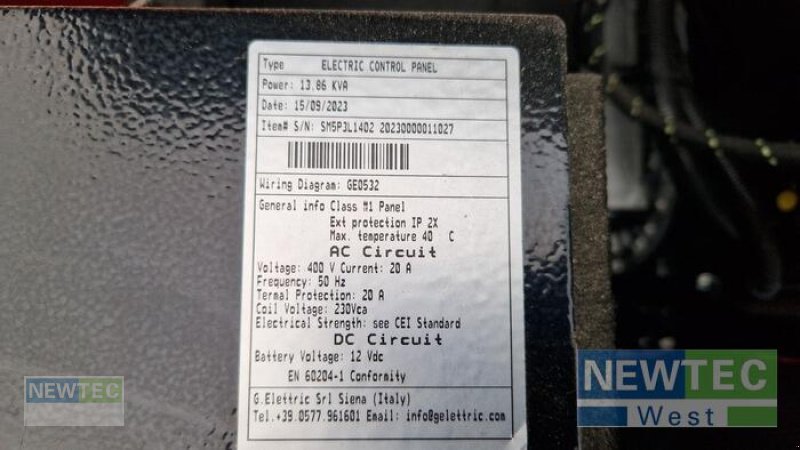 Type ELECTRIC CONTROL PANEL
Power: 13.86 KVA
Date: 15/09/2023
Item# S/N: SM5PJL1402 20230000011027
Wiring Diagram: GE0532
General info Class #1 Panel
Ext protection IP 2X
Max. temperature 40 C
AC Circuit
Voltage: 400 V Current: 20 A
Frequency: 50 Hz
Termal Protection: 20 A
Coil Voltage: 230Vca
Electrical Strength: see CEI Standard
DC Circuit
Battery Voltage: 12 Vdc
EN 60204-1 Conformity
G.Elettric Srl Siena (Italy)
Tel.+39.0577.961601 Email: info@gelettric.com
NEWTEC
West
NEWTEC
West